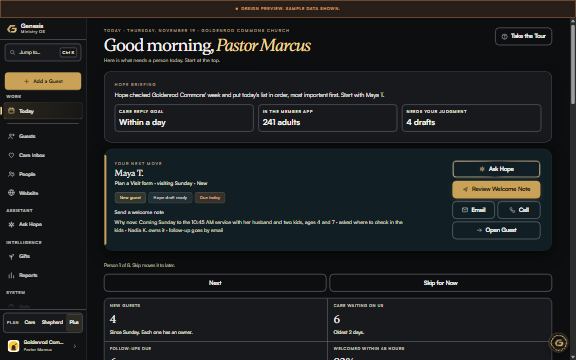 DESIGN PREVIEW. SAMPLE DATA SHOWN.
Genesis
Ministry OS
Jump to...
Ctrl K
+ Add a Guest
WORK
Today
Guests
Care Inbox
People
Website
ASSISTANT
Ask Hope
INTELLIGENCE
Gifts
Reports
SYSTEM
PLAN Care Shepherd Plus
Goldenrod Com...
Pastor Marcus
TODAY · THURSDAY, NOVEMBER 19 · GOLDENROD COMMONS CHURCH
Good morning, Pastor Marcus
Here is what needs a person today. Start at the top.
Take the Tour
HOPE BRIEFING
Hope checked Goldenrod Commons' week and put today's list in order, most important first. Start with Maya T.
CARE REPLY GOAL
Within a day
IN THE MEMBER APP
241 adults
NEEDS YOUR JUDGMENT
4 drafts
YOUR NEXT MOVE
Maya T.
Plan a Visit form · visiting Sunday · New
New guest
Hope draft ready
Due today
Send a welcome note
Why now: Coming Sunday to the 10:45 AM service with her husband and two kids, ages 4 and 7 · asked where to check in the
kids · Nadia K. owns it · follow-up goes by email
Ask Hope
Review Welcome Note
Email
Call
Open Guest
Person 1 of 6. Skip moves it to later.
Next
Skip for Now
NEW GUESTS
4
Since Sunday. Each one has an owner.
CARE WAITING ON US
6
Oldest 2 days.
FOLLOW-UPS DUE
WELCOMED WITHIN 48 HOURS